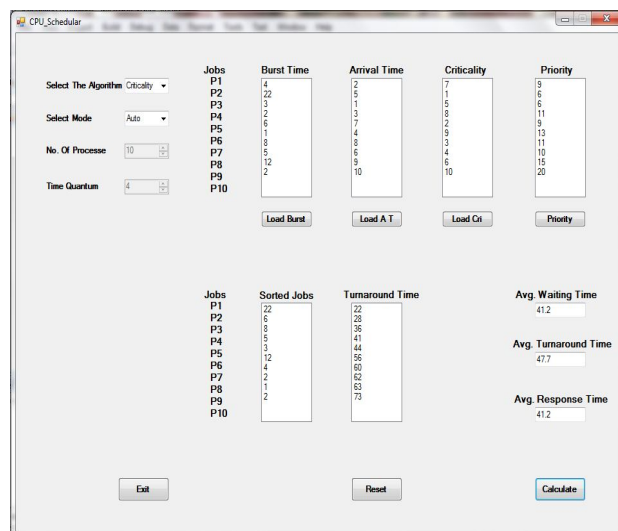 CPU_Schedular
Jobs Burst Time Arrival Time Criticality Priority
Select The Algorithm Criticality
Select Mode Auto
No. Of Processe 10
Time Quantum 4
P1 4 2 7 9
P2 22 5 1 6
P3 3 1 5 6
P4 2 3 8 11
P5 6 7 2 9
P6 1 4 9 13
P7 8 8 3 11
P8 5 6 4 10
P9 12 9 6 15
P10 2 10 10 20
Load Burst Load A T Load Cri Priority
Jobs Sorted Jobs Turnaround Time
P1 22 22
P2 6 28
P3 8 36
P4 5 41
P5 3 44
P6 12 56
P7 4 60
P8 2 62
P9 1 63
P10 2 73
Avg. Waiting Time
41.2
Avg. Turnaround Time
47.7
Avg. Response Time
41.2
Exit Reset Calculate